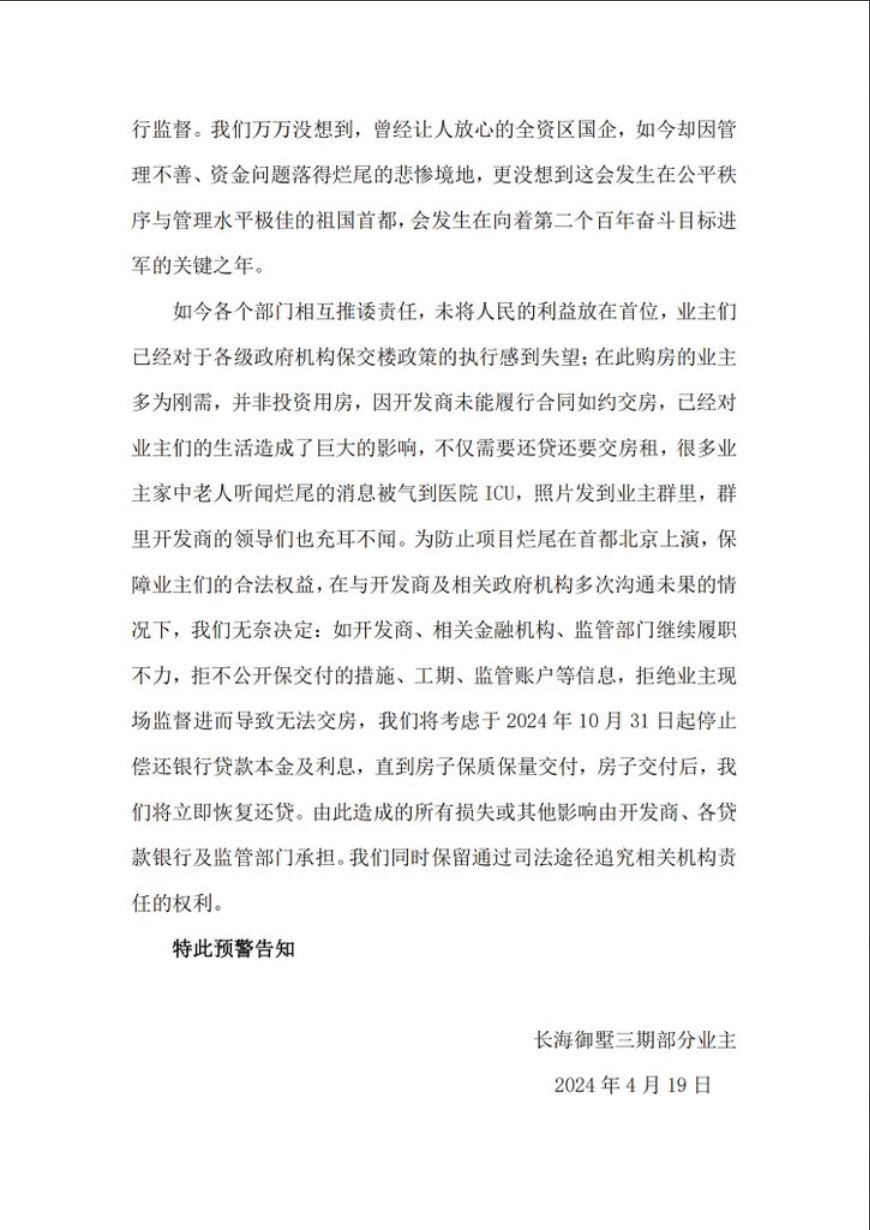 行监督。我们万万没想到，曾经让人放心的全资区国企，如今却因管
理不善、资金问题落得烂尾的悲惨境地，更没想到这会发生在公平秩
序与管理水平极佳的祖国首都，会发生在向着第二个百年奋斗目标进
军的关键之年。
如今各个部门相互推诿责任，未将人民的利益放在首位，业主们
已经对于各级政府机构保交楼政策的执行感到失望；在此购房的业主
多为刚需，并非投资用房，因开发商未能履行合同如约交房，已经对
业主们的生活造成了巨大的影响，不仅需要还贷还要交房租，很多业
主家中老人听闻烂尾的消息被气到医院 ICU，照片发到业主群里，群
里开发商的领导们也充耳不闻。为防止项目烂尾在首都北京上演，保
障业主们的合法权益，在与开发商及相关政府机构多次沟通未果的情
况下，我们无奈决定：如开发商、相关金融机构、监管部门继续履职
不力，拒不公开保交付的措施、工期、监管账户等信息，拒绝业主现
场监督进而导致无法交房，我们将考虑于 2024 年 10 月 31 日起停止
偿还银行贷款本金及利息，直到房子保质保量交付，房子交付后，我
们将立即恢复还贷。由此造成的所有损失或其他影响由开发商、各贷
款银行及监管部门承担。我们同时保留通过司法途径追究相关机构责
任的权利。
特此预警告知
长海御墅三期部分业主
2024 年 4 月 19 日